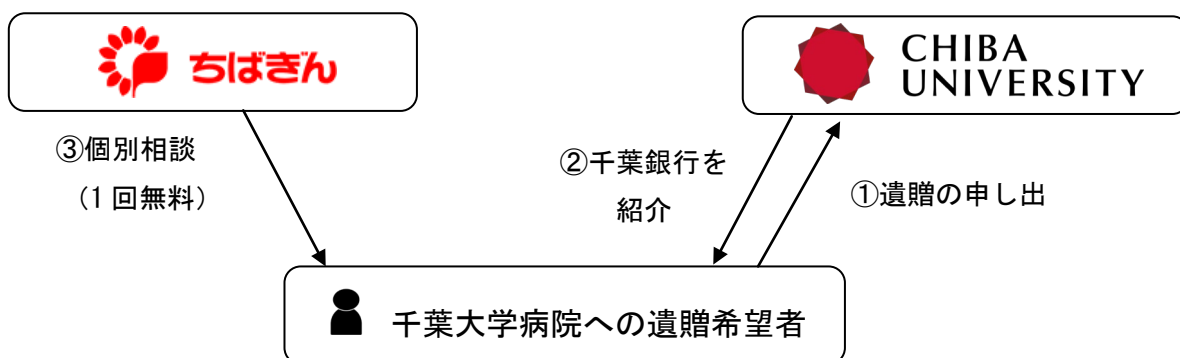 ちばぎん
CHIBA
UNIVERSITY
③個別相談
(1回無料)
②千葉銀行を
紹介
①遺贈の申し出
千葉大学病院への遺贈希望者